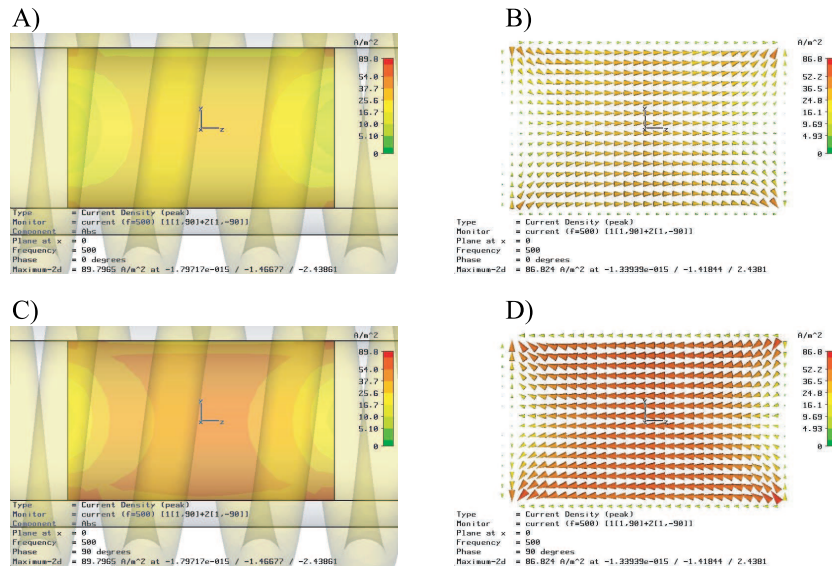 A)
B)
A/m^2
89.8
54.0
37.7
25.6
16.7
10.0
5.10
0
Type = Current Density (peak)
Monitor = current (f=500) [1[1,90]+2[1,-90]]
Component = Abs
Plane at x = 0
Frequency = 500
Phase = 0 degrees
Maximum-2d = 89.7965 A/m^2 at -1.79717e-015 / -1.46677 / -2.43861
A/m^2
86.8
52.2
36.5
24.8
16.1
9.69
4.93
0
Type = Current Density (peak)
Monitor = current (f=500) [1[1,90]+2[1,-90]]
Plane at x = 0
Frequency = 500
Phase = 0 degrees
Maximum-2d = 86.824 A/m^2 at -1.33939e-015 / -1.41844 / 2.4381
C)
D)
A/m^2
89.8
54.0
37.7
25.6
16.7
10.0
5.10
0
Type = Current Density (peak)
Monitor = current (f=500) [1[1,90]+2[1,-90]]
Component = Abs
Plane at x = 0
Frequency = 500
Phase = 90 degrees
Maximum-2d = 89.7965 A/m^2 at -1.79717e-015 / -1.46677 / -2.43861
A/m^2
86.8
52.2
36.5
24.8
16.1
9.69
4.93
0
Type = Current Density (peak)
Monitor = current (f=500) [1[1,90]+2[1,-90]]
Plane at x = 0
Frequency = 500
Phase = 90 degrees
Maximum-2d = 86.824 A/m^2 at -1.33939e-015 / -1.41844 / 2.4381